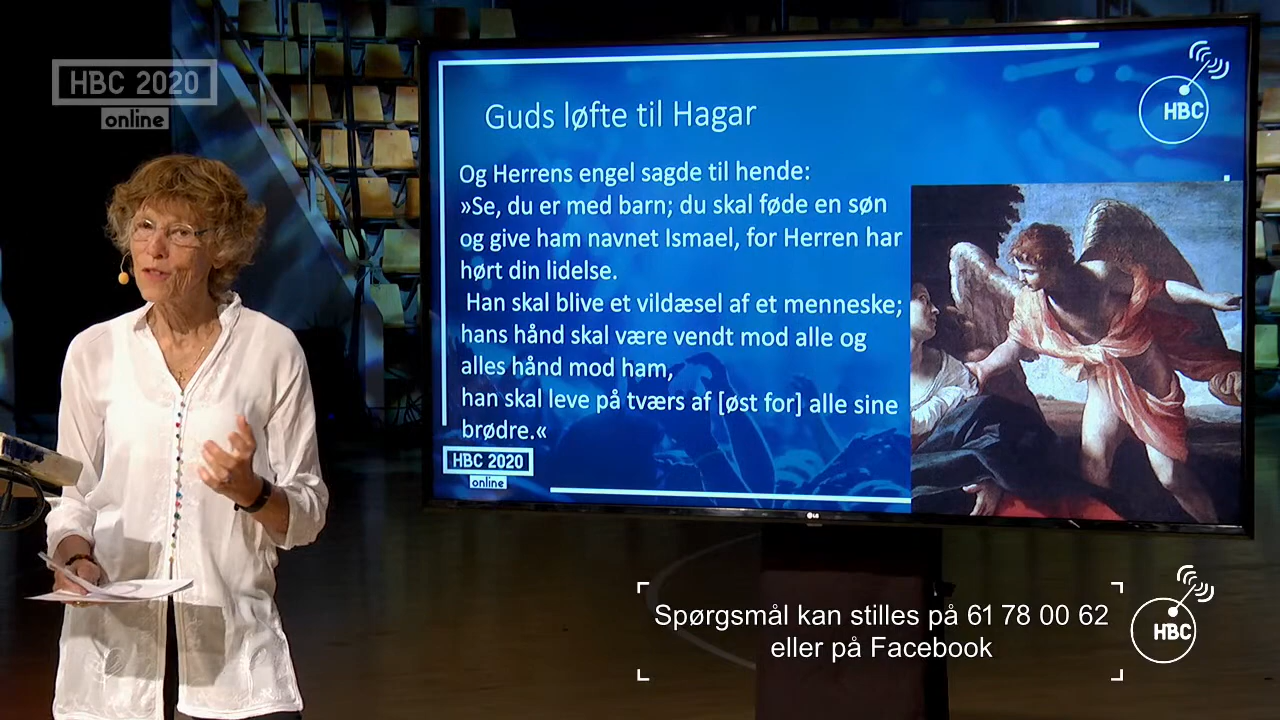 HBC 2020
online
HBC
Guds løfte til Hagar
Og Herrens engel sagde til hende:
»Se, du er med barn; du skal føde en søn
og give ham navnet Ismael, for Herren har
hørt din lidelse.
Han skal blive et vildæsel af et menneske;
hans hånd skal være vendt mod alle og
alles hånd mod ham,
han skal leve på tværs af [øst for] alle sine
brødre.«
HBC 2020
online
LG
Spørgsmål kan stilles på 61 78 00 62
eller på Facebook
HBC